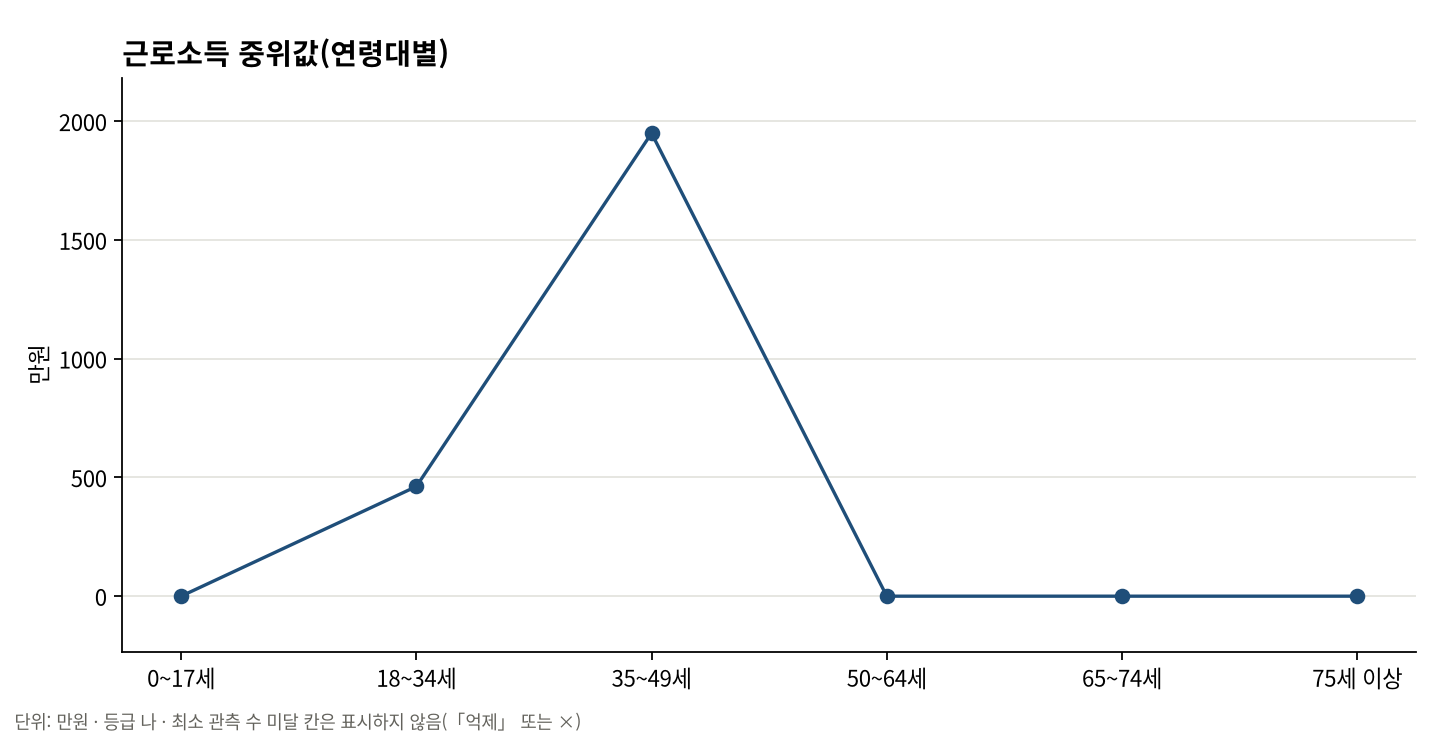 근로소득 중위값(연령대별)
만원
2000
1500
1000
500
0
0~17세
18~34세
35~49세
50~64세
65~74세
75세 이상
단위: 만원 · 등급 나 · 최소 관측 수 미달 칸은 표시하지 않음(「억제」 또는 ×)